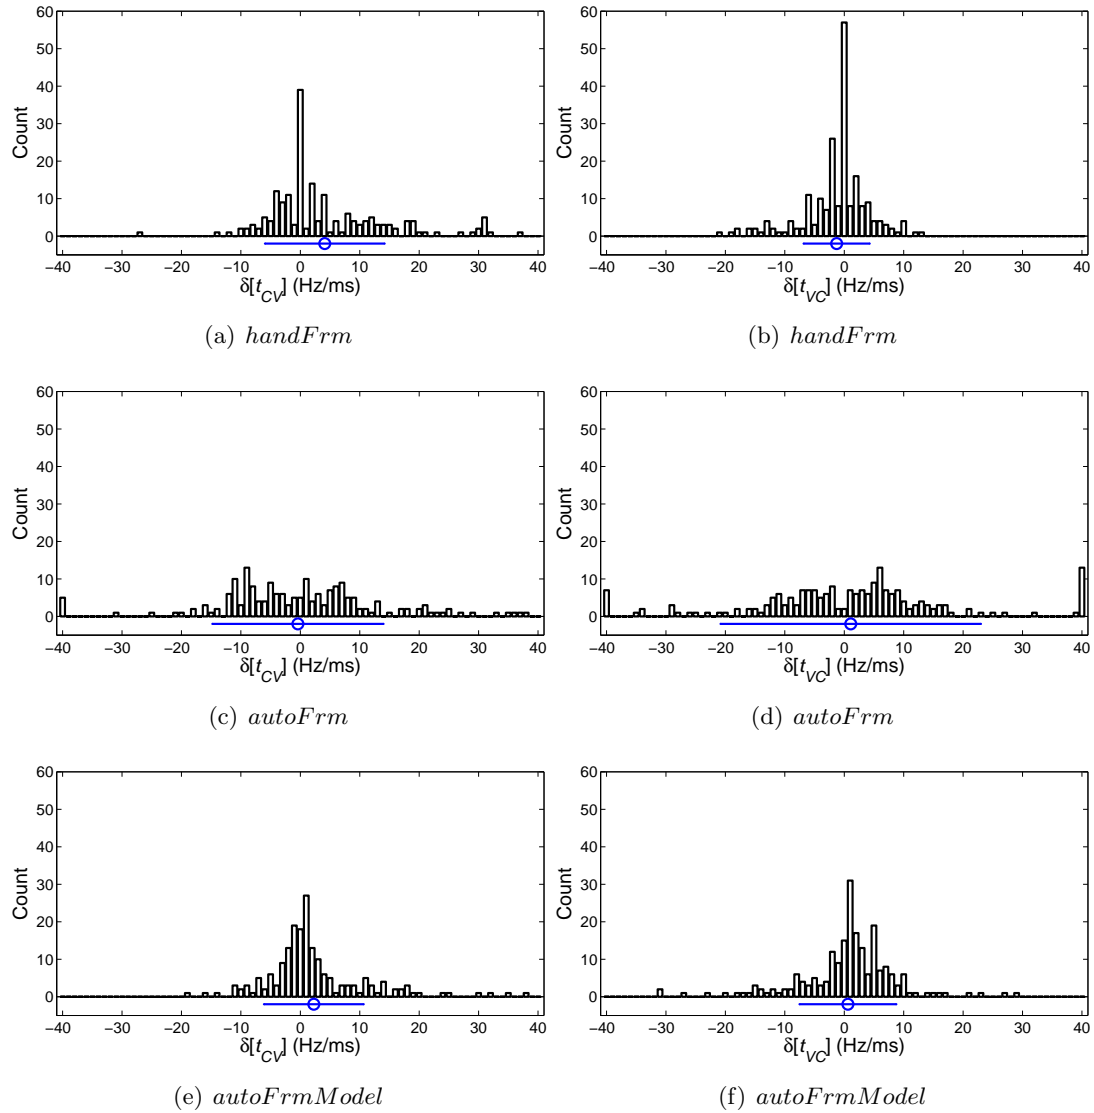 60
50
40
30
20
10
0
Count
−40 −30 −20 −10 0 10 20 30 40
δ[t_CV] (Hz/ms)
(a) handFrm
60
50
40
30
20
10
0
Count
−40 −30 −20 −10 0 10 20 30 40
δ[t_VC] (Hz/ms)
(b) handFrm
60
50
40
30
20
10
0
Count
−40 −30 −20 −10 0 10 20 30 40
δ[t_CV] (Hz/ms)
(c) autoFrm
60
50
40
30
20
10
0
Count
−40 −30 −20 −10 0 10 20 30 40
δ[t_VC] (Hz/ms)
(d) autoFrm
60
50
40
30
20
10
0
Count
−40 −30 −20 −10 0 10 20 30 40
δ[t_CV] (Hz/ms)
(e) autoFrmModel
60
50
40
30
20
10
0
Count
−40 −30 −20 −10 0 10 20 30 40
δ[t_VC] (Hz/ms)
(f) autoFrmModel